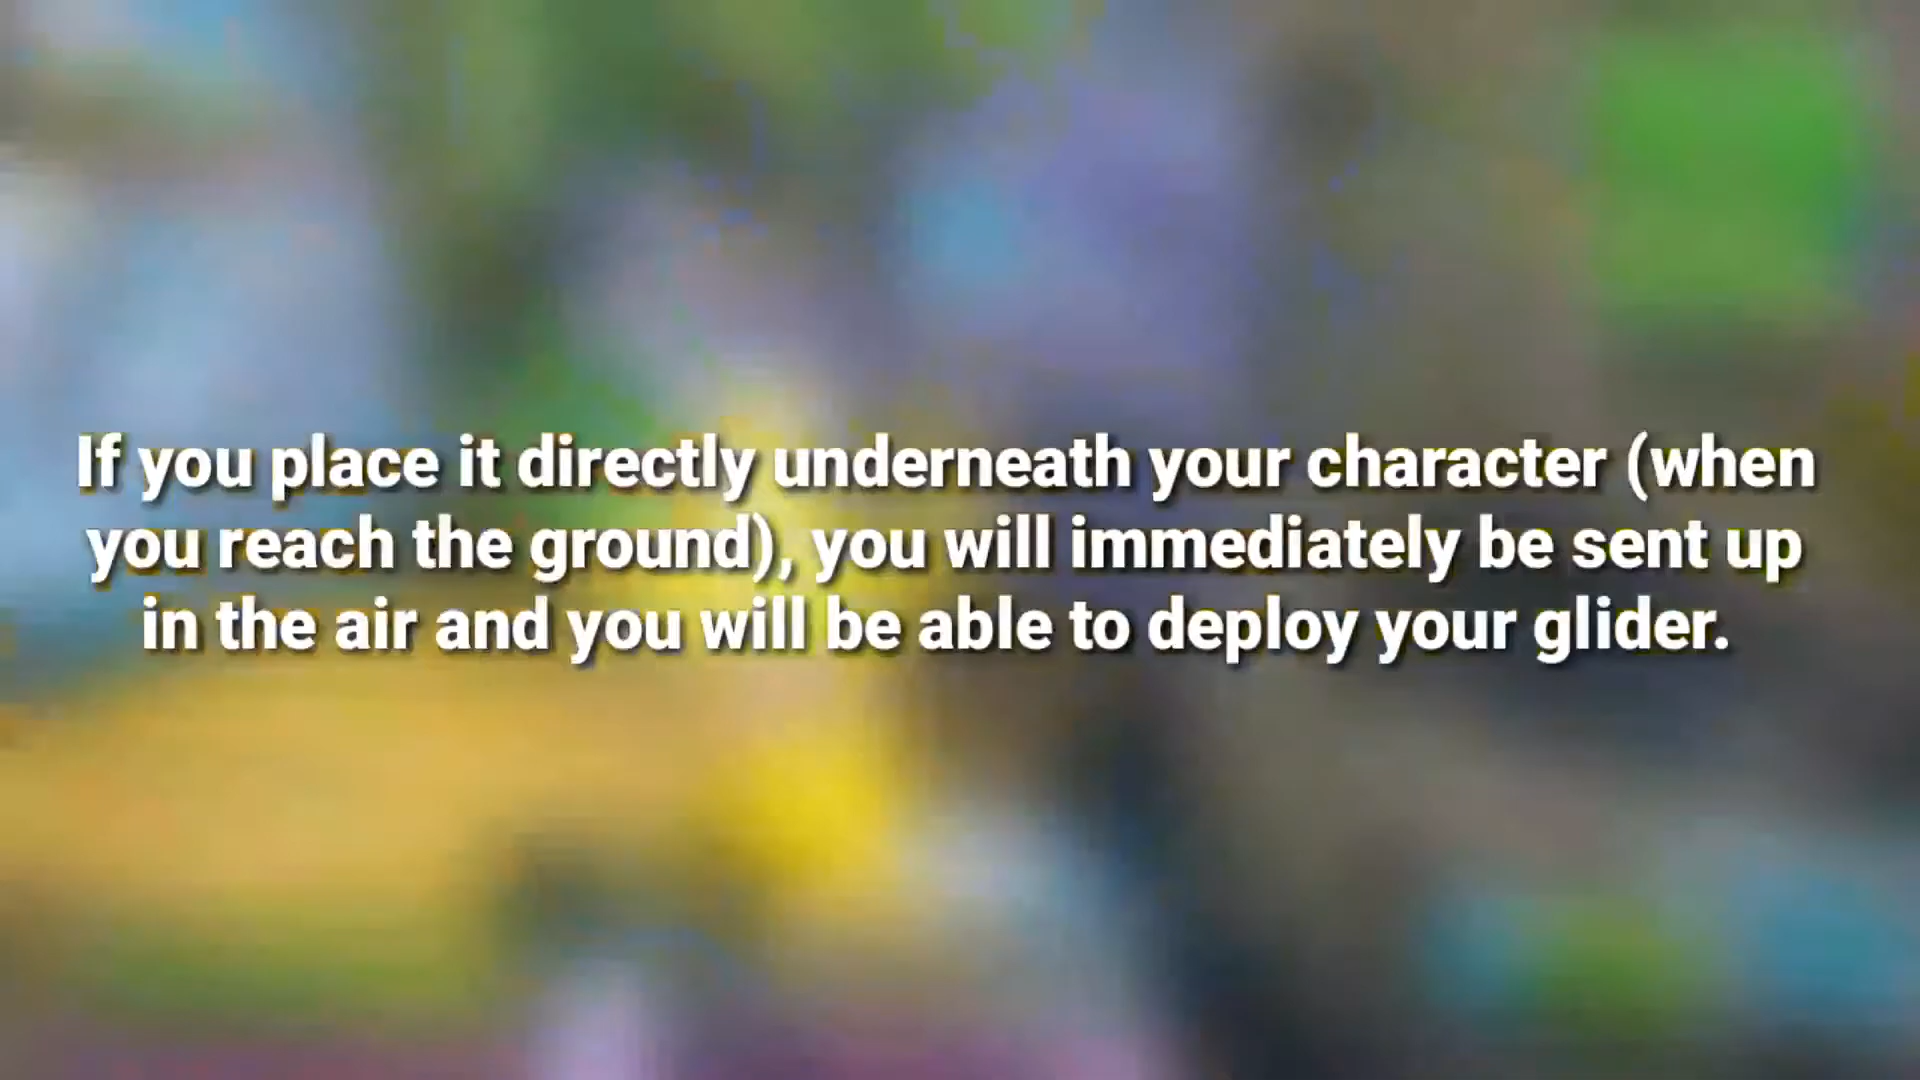 If you place it directly underneath your character (when
you reach the ground), you will immediately be sent up
in the air and you will be able to deploy your glider.